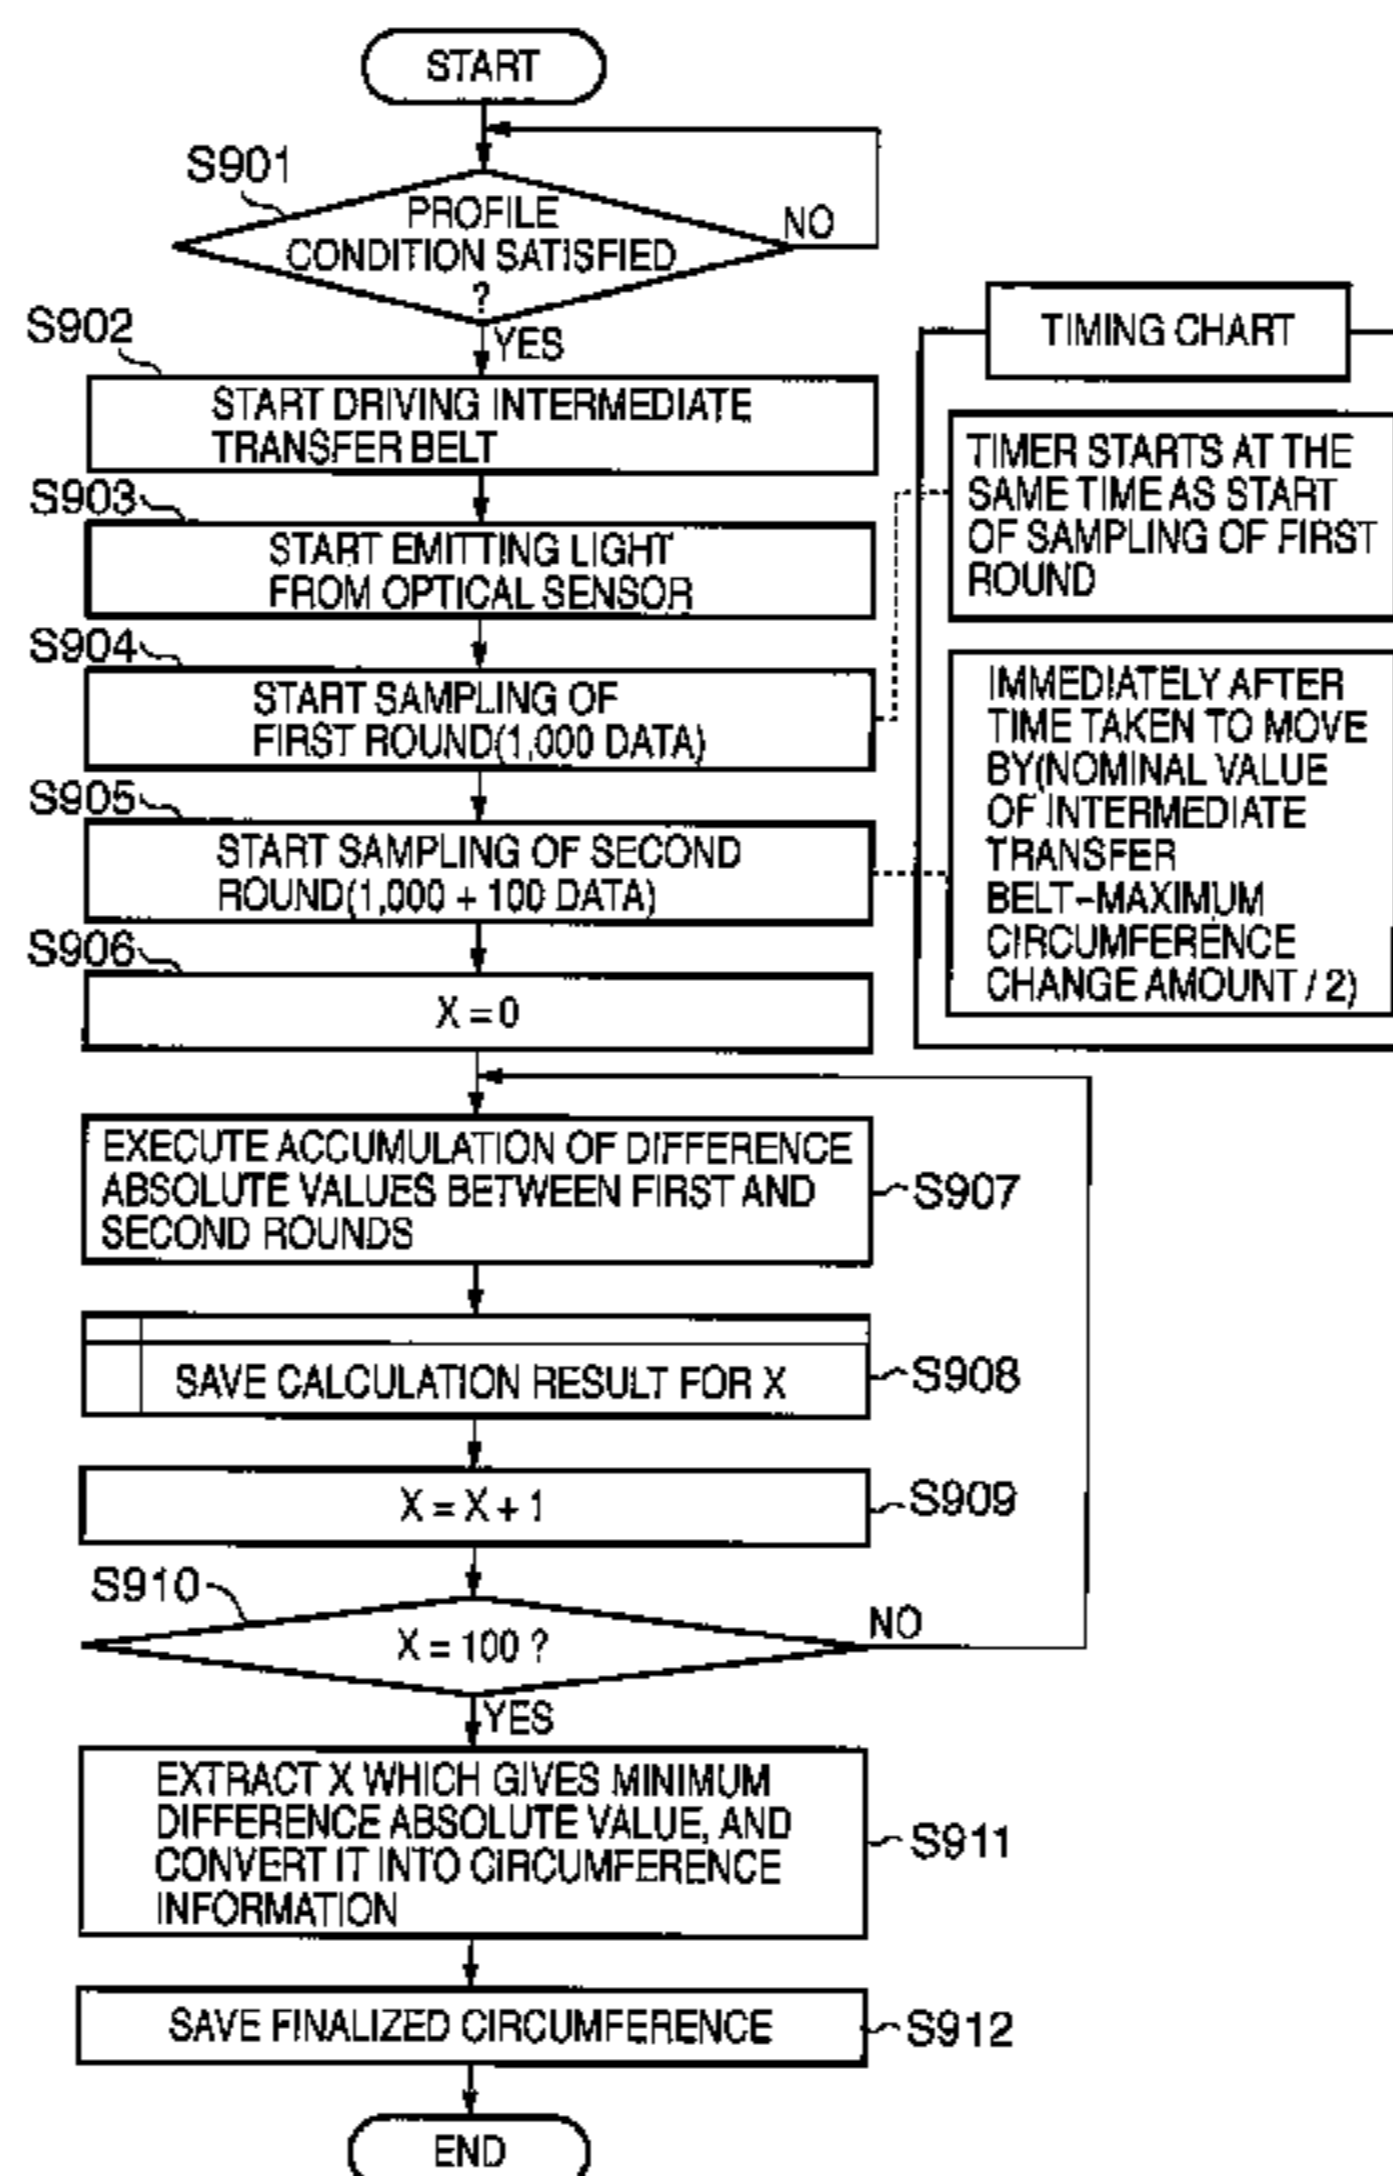 START
S901
PROFILE
CONDITION SATISFIED
?
NO
YES
S902
START DRIVING INTERMEDIATE
TRANSFER BELT
S903
START EMITTING LIGHT
FROM OPTICAL SENSOR
S904
START SAMPLING OF
FIRST ROUND(1,000 DATA)
S905
START SAMPLING OF SECOND
ROUND(1,000 + 100 DATA)
S906
X = 0
TIMING CHART
TIMER STARTS AT THE
SAME TIME AS START
OF SAMPLING OF FIRST
ROUND
IMMEDIATELY AFTER
TIME TAKEN TO MOVE
BY(NOMINAL VALUE
OF INTERMEDIATE
TRANSFER
BELT-MAXIMUM
CIRCUMFERENCE
CHANGE AMOUNT / 2)
EXECUTE ACCUMULATION OF DIFFERENCE
ABSOLUTE VALUES BETWEEN FIRST AND
SECOND ROUNDS
S907
SAVE CALCULATION RESULT FOR X
S908
X = X + 1
S909
S910
X = 100 ?
NO
YES
EXTRACT X WHICH GIVES MINIMUM
DIFFERENCE ABSOLUTE VALUE, AND
CONVERT IT INTO CIRCUMFERENCE
INFORMATION
S911
SAVE FINALIZED CIRCUMFERENCE
S912
END